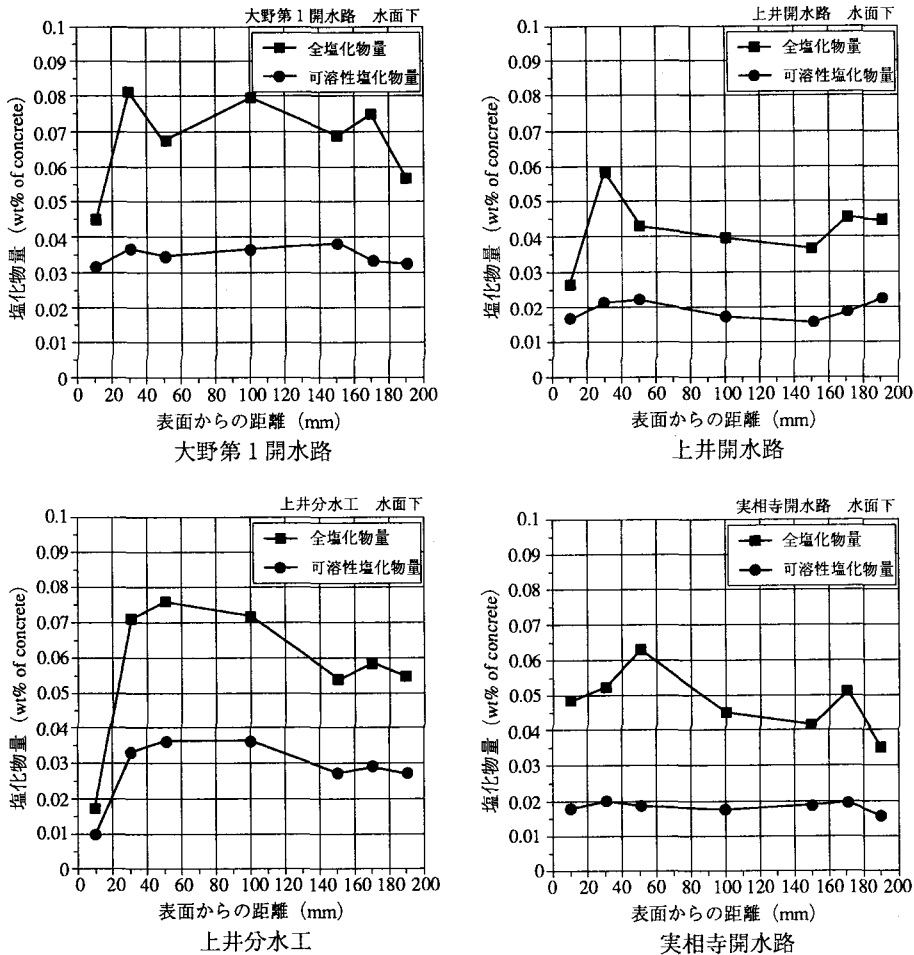 大野第1開水路 水面下
全塩化物量
可溶性塩化物量
塩化物量 (wt% of concrete)
0.1
0.09
0.08
0.07
0.06
0.05
0.04
0.03
0.02
0.01
0
0 20 40 60 80 100 120 140 160 180 200
表面からの距離 (mm)
大野第1開水路
上井開水路 水面下
全塩化物量
可溶性塩化物量
塩化物量 (wt% of concrete)
0.1
0.09
0.08
0.07
0.06
0.05
0.04
0.03
0.02
0.01
0
0 20 40 60 80 100 120 140 160 180 200
表面からの距離 (mm)
上井開水路
上井分水工 水面下
全塩化物量
可溶性塩化物量
塩化物量 (wt% of concrete)
0.1
0.09
0.08
0.07
0.06
0.05
0.04
0.03
0.02
0.01
0
0 20 40 60 80 100 120 140 160 180 200
表面からの距離 (mm)
上井分水工
実相寺開水路 水面下
全塩化物量
可溶性塩化物量
塩化物量 (wt% of concrete)
0.1
0.09
0.08
0.07
0.06
0.05
0.04
0.03
0.02
0.01
0
0 20 40 60 80 100 120 140 160 180 200
表面からの距離 (mm)
実相寺開水路